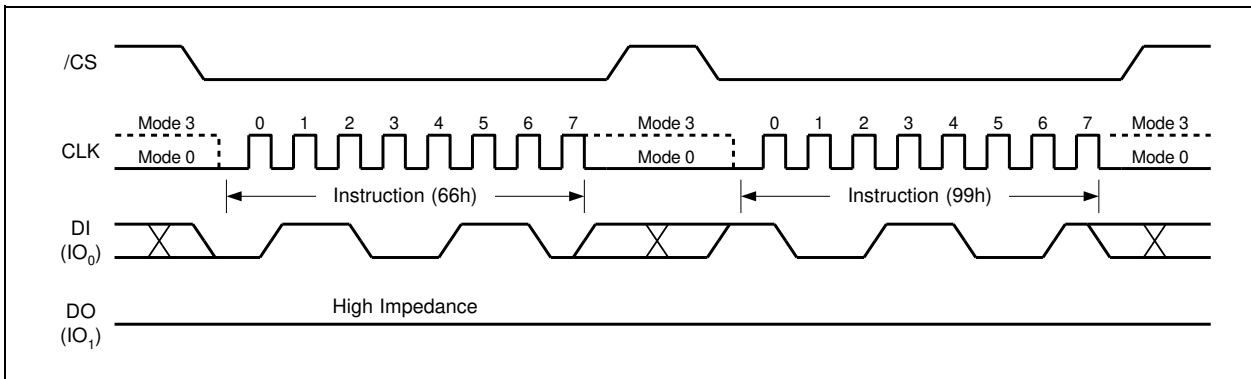 /CS
Mode 3 0 1 2 3 4 5 6 7 Mode 3 0 1 2 3 4 5 6 7 Mode 3
CLK
Mode 0 Mode 0 Mode 0
Instruction (66h) Instruction (99h)
DI
(IO0)
High Impedance
DO
(IO1)